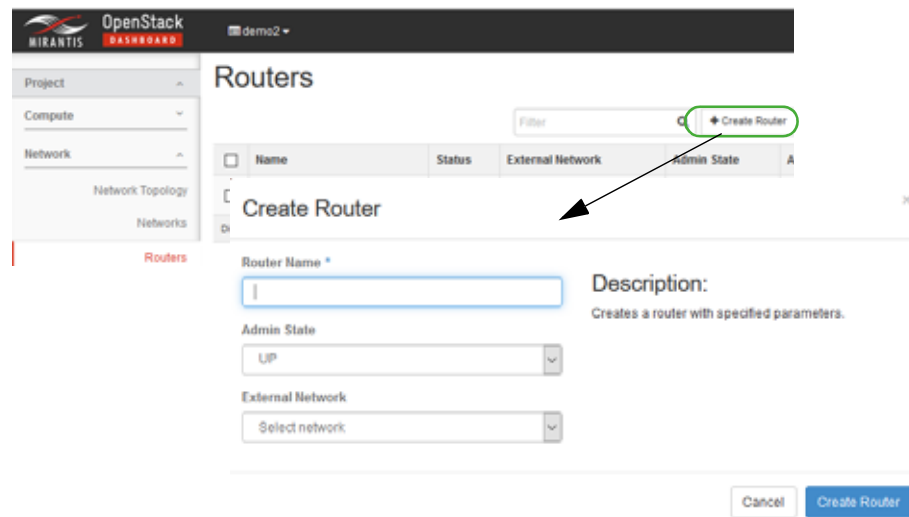 MIRANTIS
OpenStack
DASHBOARD
demo2
Project
Compute
Network
Network Topology
Networks
Routers
Routers
Filter
+ Create Router
Name Status External Network Admin State A
Create Router
×
Router Name *
Admin State
UP
External Network
Select network
Description:
Creates a router with specified parameters.
Cancel
Create Router